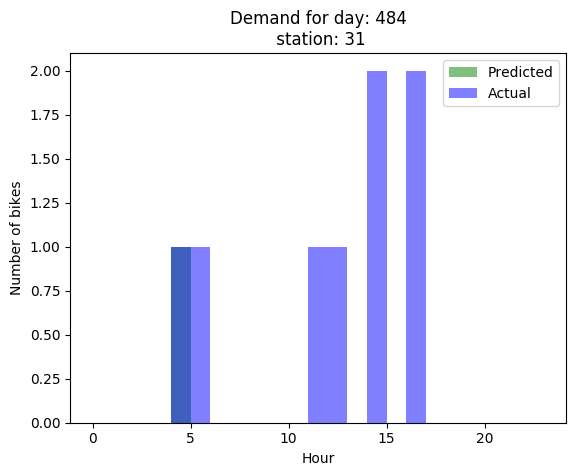 Demand for day: 484
station: 31
Predicted
Actual
2.00
1.75
1.50
1.25
1.00
0.75
0.50
0.25
0.00
Number of bikes
0 5 10 15 20
Hour